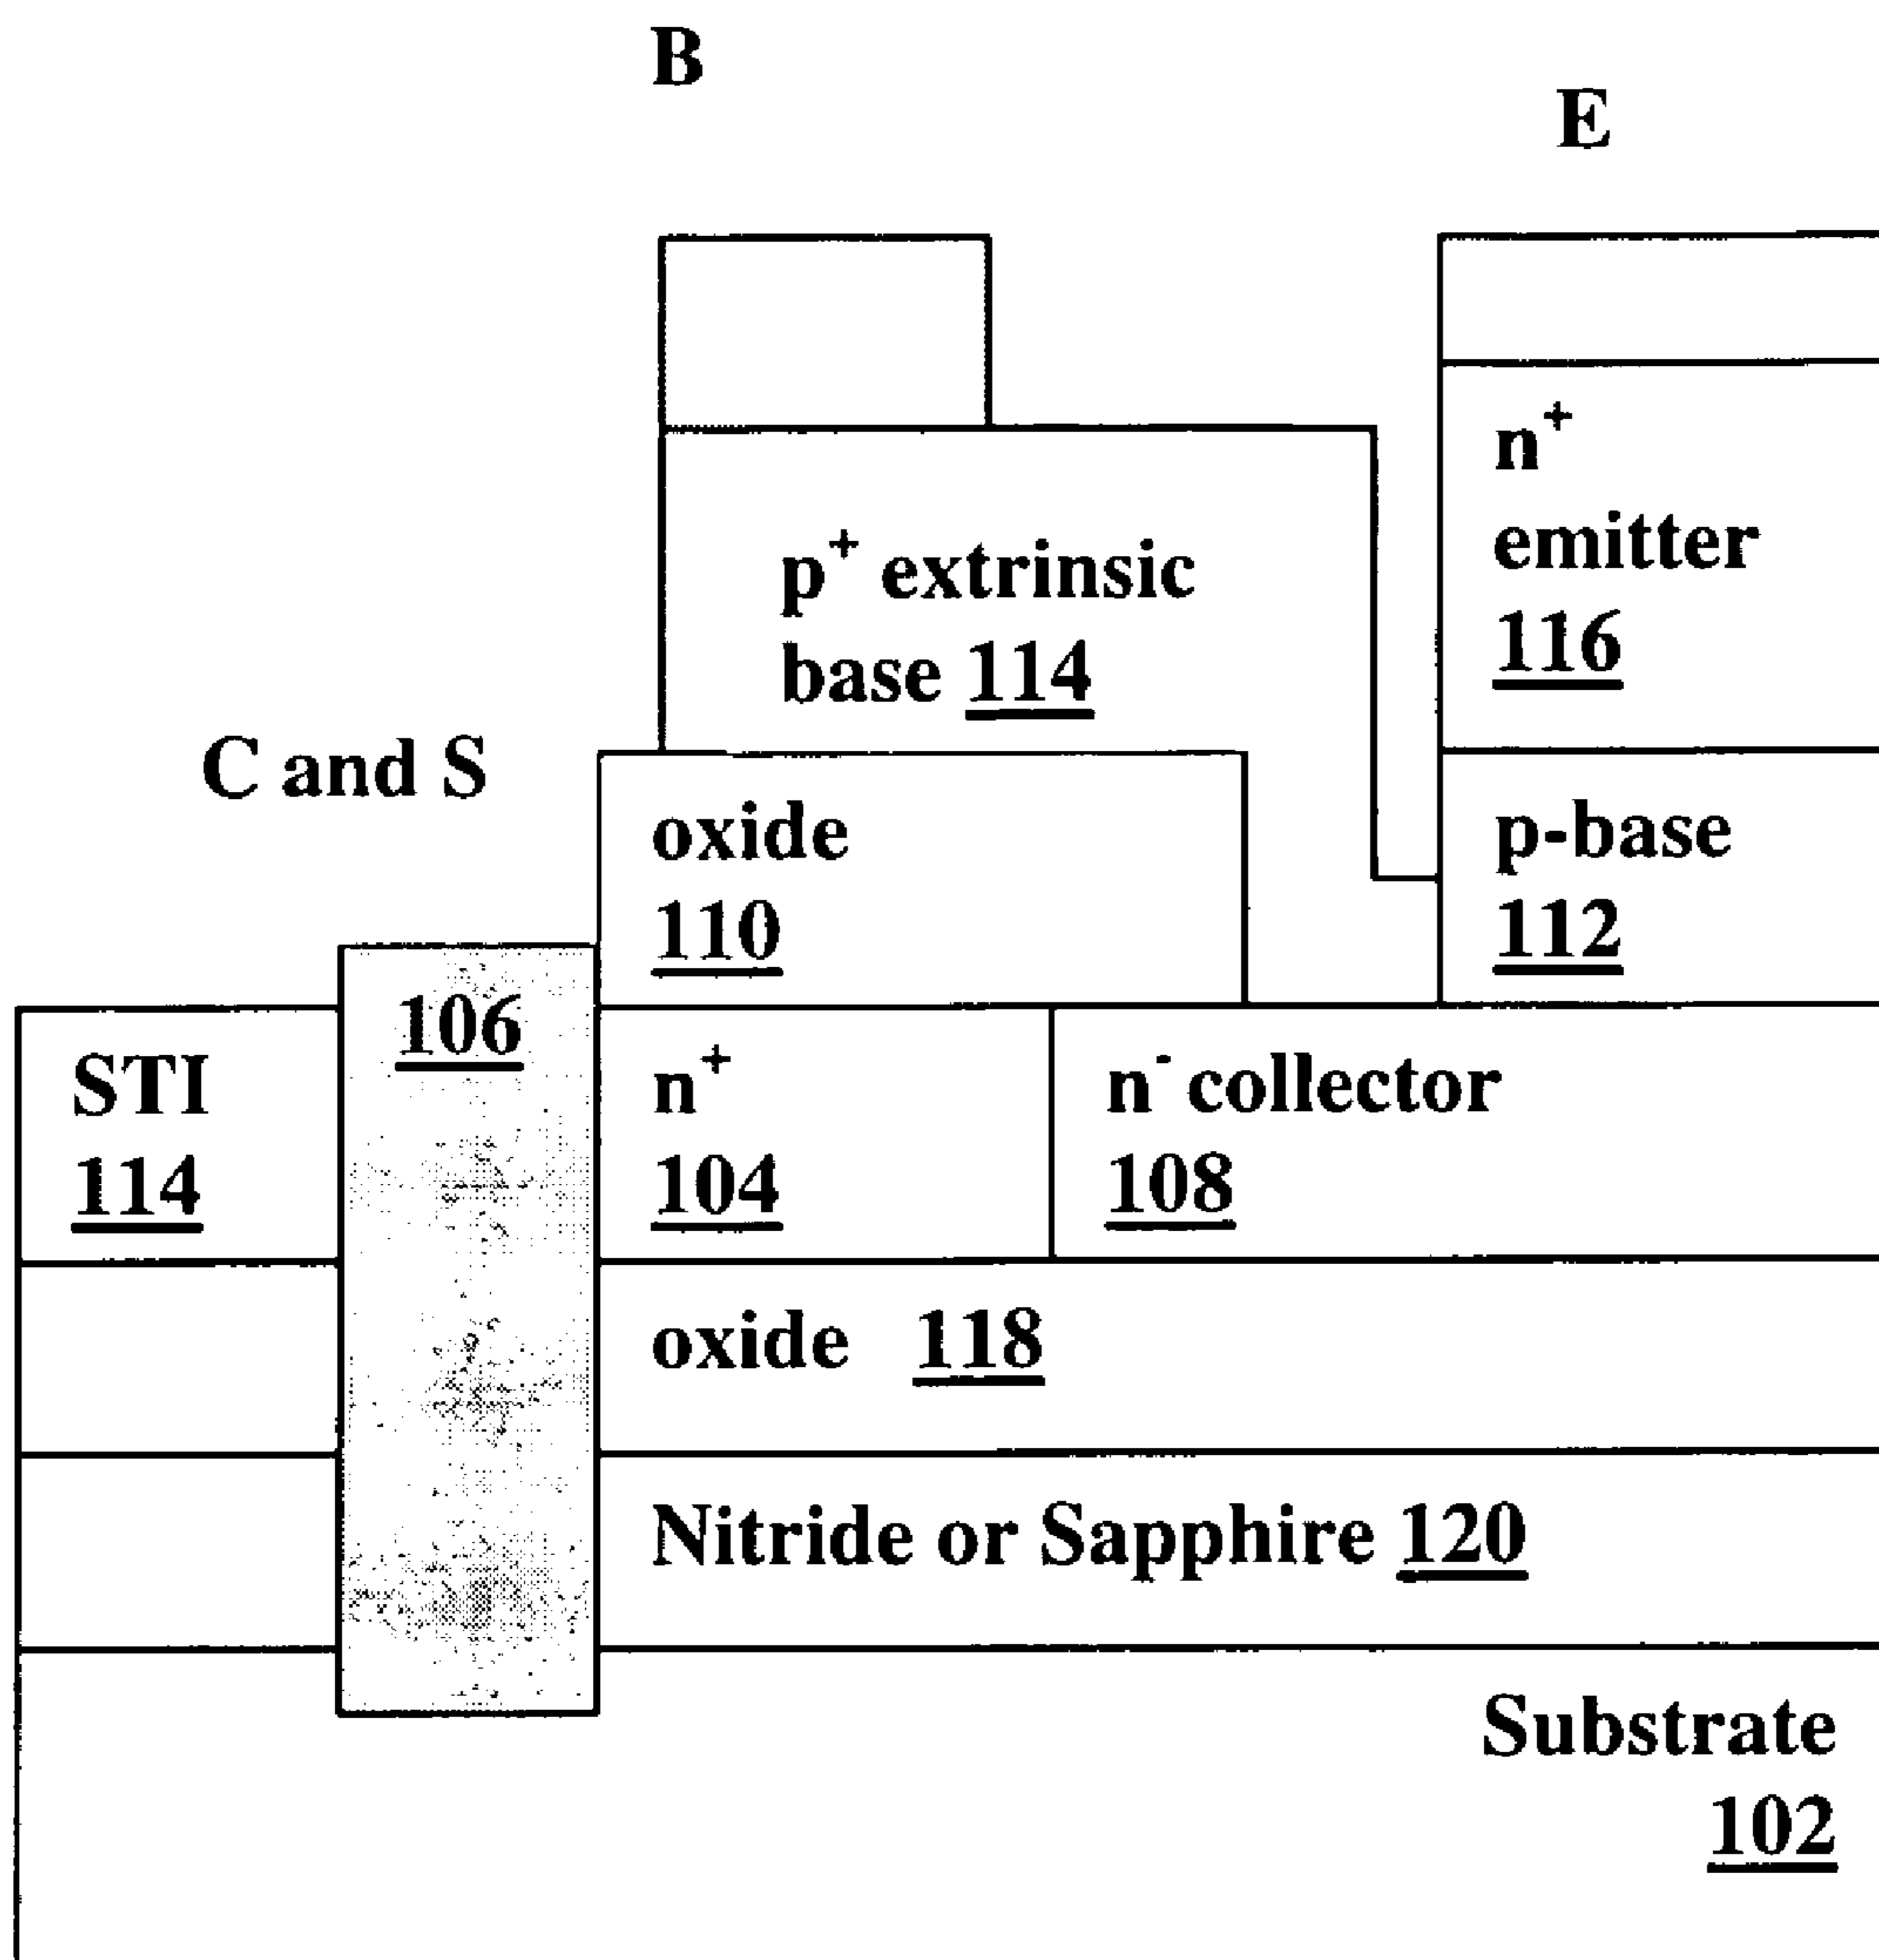 B
E
n+
emitter
116
p+ extrinsic
base 114
C and S
oxide
110
p-base
112
106
STI
114
n+
104
n- collector
108
oxide 118
Nitride or Sapphire 120
Substrate
102